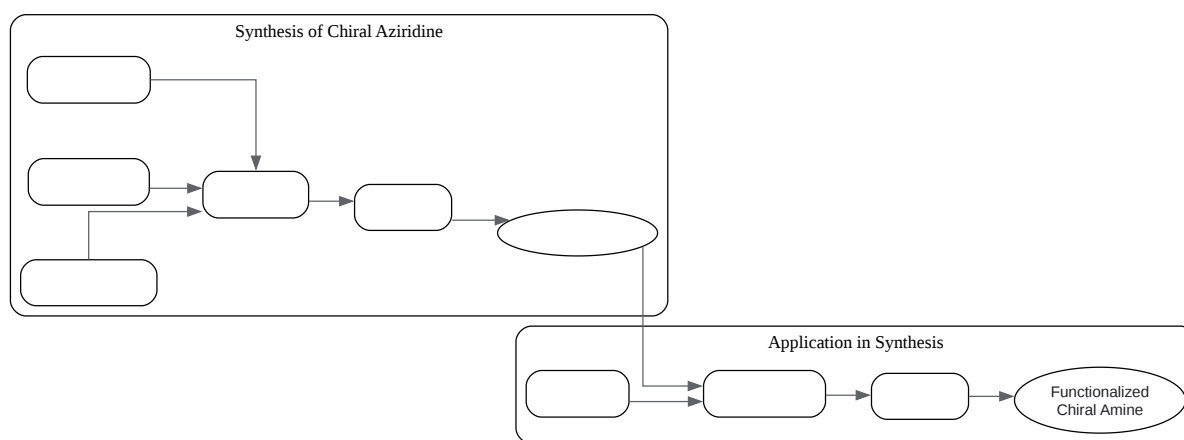 Synthesis of Chiral Aziridine
Application in Synthesis
Functionalized
Chiral Amine